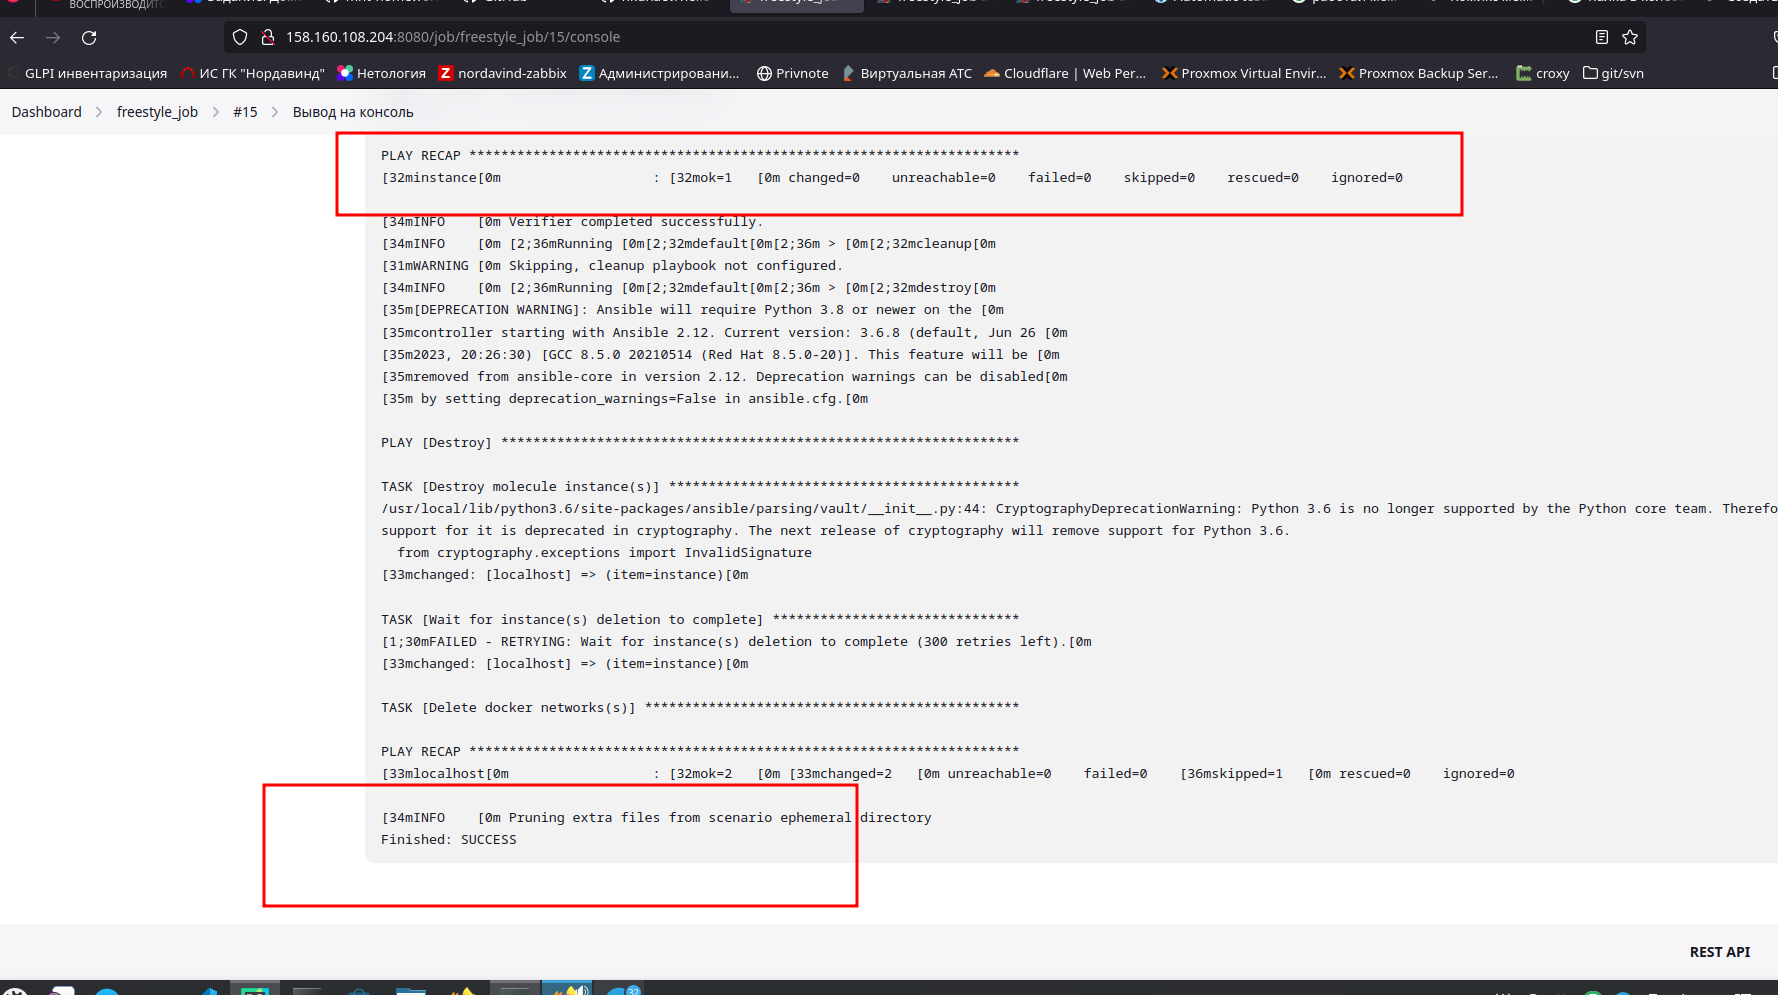 158.160.108.204:8080/job/freestyle_job/15/console
GLPI инвентаризация ИС ГК "Нордавинд" Нетология nordavind-zabbix Администрировани... Privnote Виртуальная АТС Cloudflare | Web Per... Proxmox Virtual Envir... Proxmox Backup Ser... croxy git/svn
Dashboard freestyle_job #15 Вывод на консоль
PLAY RECAP *********************************************************************
[32minstance[0m                   : [32mok=1   [0m changed=0    unreachable=0    failed=0    skipped=0    rescued=0    ignored=0
[34mINFO    [0m Verifier completed successfully.
[34mINFO    [0m [2;36mRunning [0m[2;32mdefault[0m[2;36m > [0m[2;32mcleanup[0m
[31mWARNING [0m Skipping, cleanup playbook not configured.
[34mINFO    [0m [2;36mRunning [0m[2;32mdefault[0m[2;36m > [0m[2;32mdestroy[0m
[35m[DEPRECATION WARNING]: Ansible will require Python 3.8 or newer on the [0m
[35mcontroller starting with Ansible 2.12. Current version: 3.6.8 (default, Jun 26 [0m
[35m2023, 20:26:30) [GCC 8.5.0 20210514 (Red Hat 8.5.0-20)]. This feature will be [0m
[35mremoved from ansible-core in version 2.12. Deprecation warnings can be disabled[0m
[35m by setting deprecation_warnings=False in ansible.cfg.[0m
PLAY [Destroy] *****************************************************************
TASK [Destroy molecule instance(s)] ********************************************
/usr/local/lib/python3.6/site-packages/ansible/parsing/vault/__init__.py:44: CryptographyDeprecationWarning: Python 3.6 is no longer supported by the Python core team. Therefo
support for it is deprecated in cryptography. The next release of cryptography will remove support for Python 3.6.
  from cryptography.exceptions import InvalidSignature
[33mchanged: [localhost] => (item=instance)[0m
TASK [Wait for instance(s) deletion to complete] *******************************
[1;30mFAILED - RETRYING: Wait for instance(s) deletion to complete (300 retries left).[0m
[33mchanged: [localhost] => (item=instance)[0m
TASK [Delete docker networks(s)] ***********************************************
PLAY RECAP *********************************************************************
[33mlocalhost[0m                  : [32mok=2   [0m [33mchanged=2   [0m unreachable=0    failed=0    [36mskipped=1   [0m rescued=0    ignored=0
[34mINFO    [0m Pruning extra files from scenario ephemeral directory
Finished: SUCCESS
REST API
32